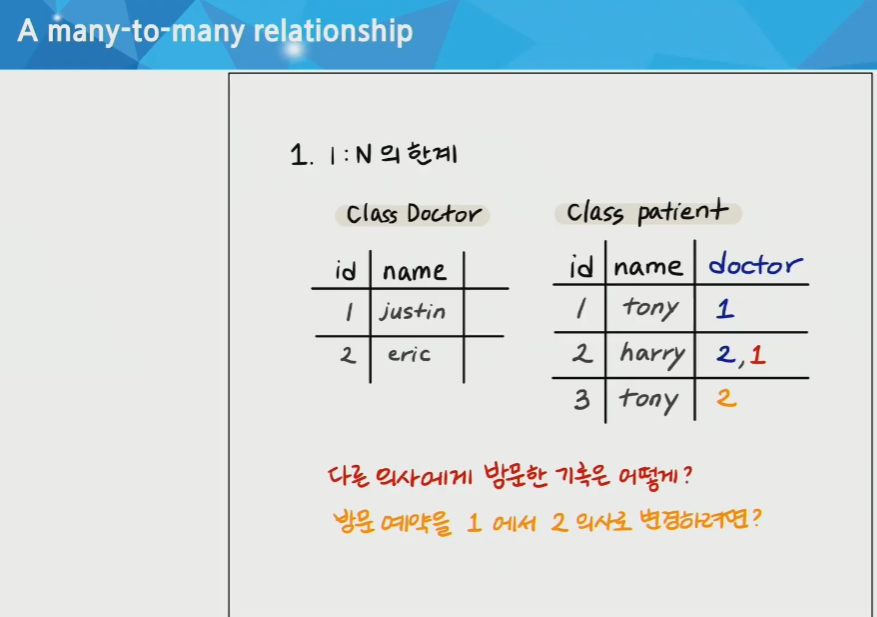 A many-to-many relationship
1. 1:N의 한계
Class Doctor
id name
1 justin
2 eric
Class patient
id name doctor
1 tony 1
2 harry 2,1
3 tony 2
다른 의사에게 방문한 기록은 어떻게?
방문 예약을 1 에서 2 의사로 변경하려면?